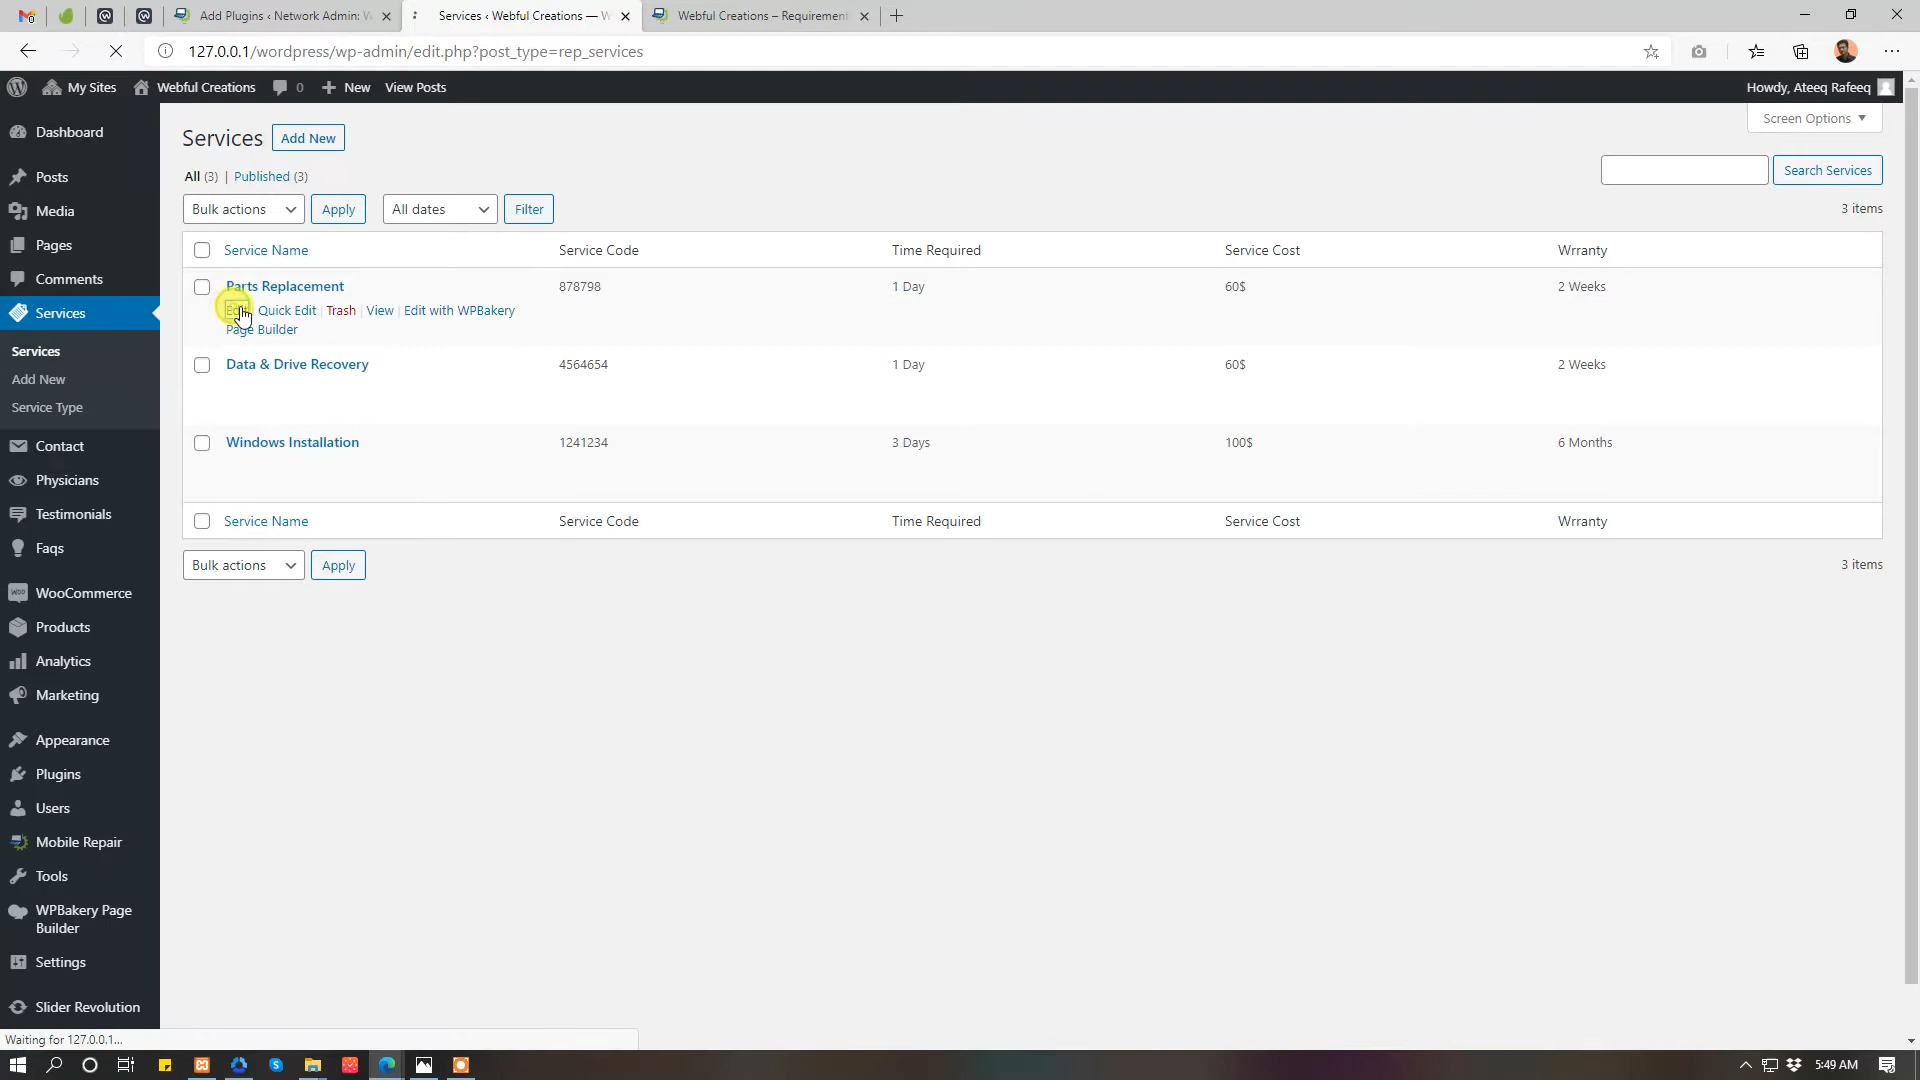 Add Plugins ‹ Network Admin: W
Services ‹ Webful Creations — W
Webful Creations – Requirement
127.0.0.1/wordpress/wp-admin/edit.php?post_type=rep_services
My Sites
Webful Creations
0
New
View Posts
Howdy, Ateeq Rafeeq
Dashboard
Posts
Media
Pages
Comments
Services
Services
Add New
Service Type
Contact
Physicians
Testimonials
Faqs
WooCommerce
Products
Analytics
Marketing
Appearance
Plugins
Users
Mobile Repair
Tools
WPBakery Page
Builder
Settings
Slider Revolution
Services Add New
Screen Options
All (3) | Published (3)
Search Services
Bulk actions Apply All dates Filter
3 items
Service Name Service Code Time Required Service Cost Wrranty
Parts Replacement 878798 1 Day 60$ 2 Weeks
Edit | Quick Edit | Trash | View | Edit with WPBakery
Page Builder
Data & Drive Recovery 4564654 1 Day 60$ 2 Weeks
Windows Installation 1241234 3 Days 100$ 6 Months
Service Name Service Code Time Required Service Cost Wrranty
Bulk actions Apply
3 items
Waiting for 127.0.0.1...
5:49 AM